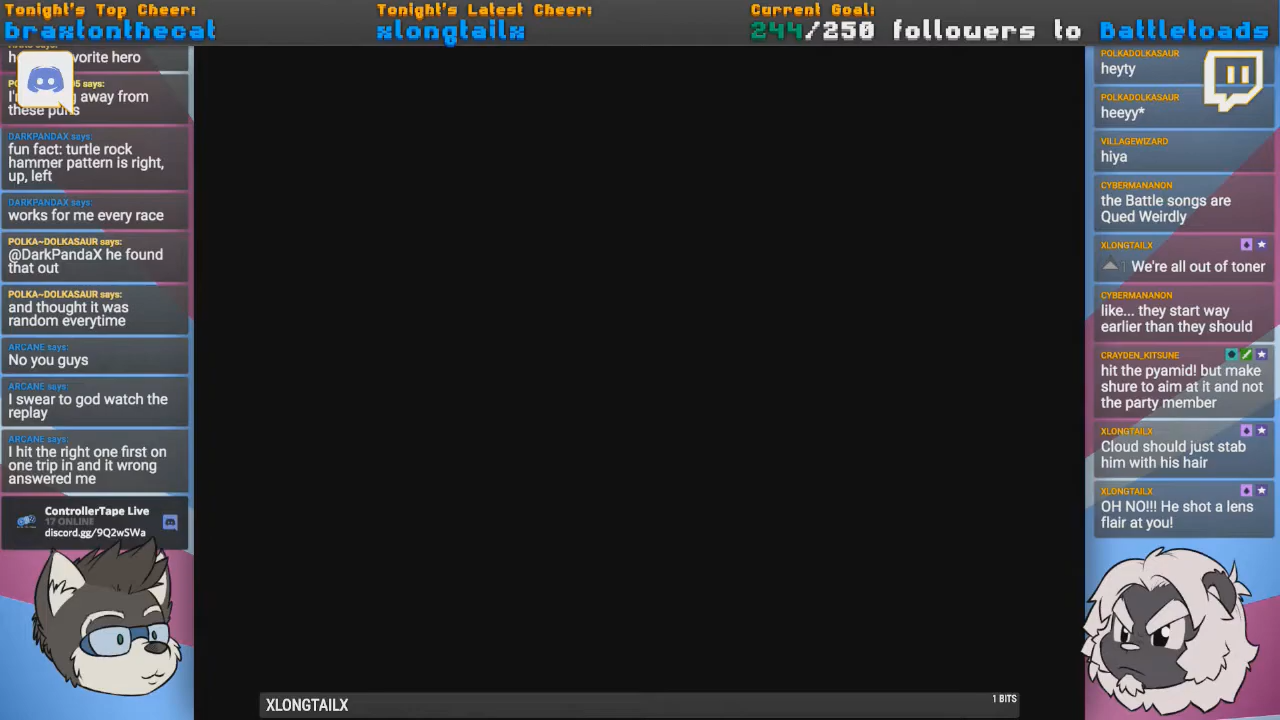 Tonight's Top Cheer:
braxtonthecat
Tonight's Latest Cheer:
xlongtailx
Current Goal:
244/250 followers to Battletoads
vorite hero
says:
away from
these puns
DARKPANDAX says:
fun fact: turtle rock
hammer pattern is right,
up, left
DARKPANDAX says:
works for me every race
POLKA~DOLKASAUR says:
@DarkPandaX he found
that out
POLKA~DOLKASAUR says:
and thought it was
random everytime
ARCANE says:
No you guys
ARCANE says:
I swear to god watch the
replay
ARCANE says:
I hit the right one first on
one trip in and it wrong
answered me
ControllerTape Live
17 ONLINE
discord.gg/9Q2wSWa
POLKADOLKASAUR
heyty
POLKADOLKASAUR
heeyy*
VILLAGEWIZARD
hiya
CYBERMANANON
the Battle songs are
Qued Weirdly
XLONGTAILX
We're all out of toner
CYBERMANANON
like... they start way
earlier than they should
CRAYDEN_KITSUNE
hit the pyamid! but make
shure to aim at it and not
the party member
XLONGTAILX
Cloud should just stab
him with his hair
XLONGTAILX
OH NO!!! He shot a lens
flair at you!
XLONGTAILX
1 BITS